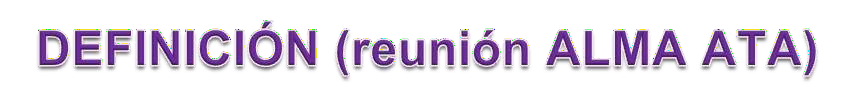 DEFINICIÓN (reunión ALMA ATA)